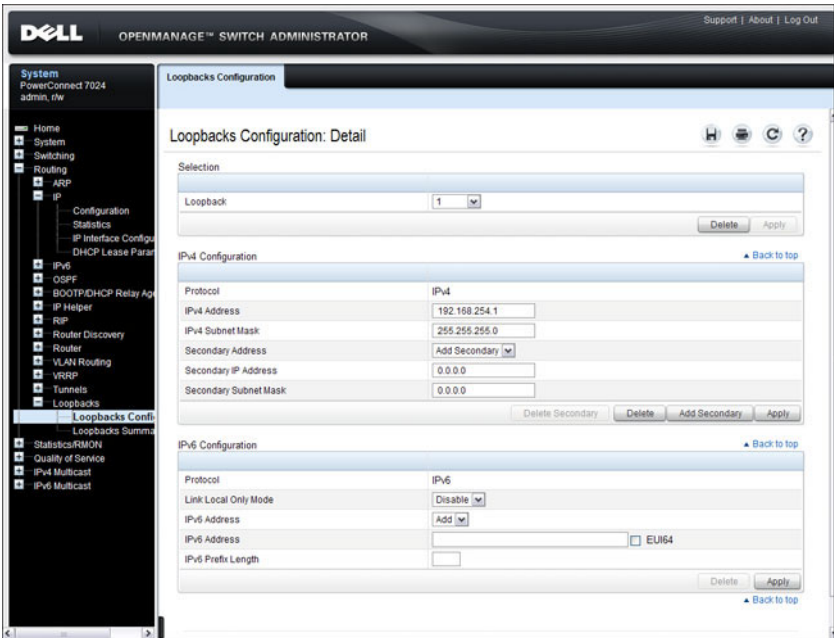 Support | About | Log Out
DELL OPENMANAGE™ SWITCH ADMINISTRATOR
System
PowerConnect 7024
admin, r/w
Home
System
Switching
Routing
ARP
IP
Configuration
Statistics
IP Interface Configu
DHCP Lease Param
IPv6
OSPF
BOOTP/DHCP Relay Age
IP Helper
RIP
Router Discovery
Router
VLAN Routing
VRRP
Tunnels
Loopbacks
Loopbacks Confi
Loopbacks Summa
Statistics/RMON
Quality of Service
IPv4 Multicast
IPv6 Multicast
Loopbacks Configuration
Loopbacks Configuration: Detail
Selection
Loopback 1
Delete Apply
IPv4 Configuration Back to top
Protocol IPv4
IPv4 Address 192.168.254.1
IPv4 Subnet Mask 255.255.255.0
Secondary Address Add Secondary
Secondary IP Address 0.0.0.0
Secondary Subnet Mask 0.0.0.0
Delete Secondary Delete Add Secondary Apply
IPv6 Configuration Back to top
Protocol IPv6
Link Local Only Mode Disable
IPv6 Address Add
IPv6 Address EUI64
IPv6 Prefix Length
Delete Apply
Back to top